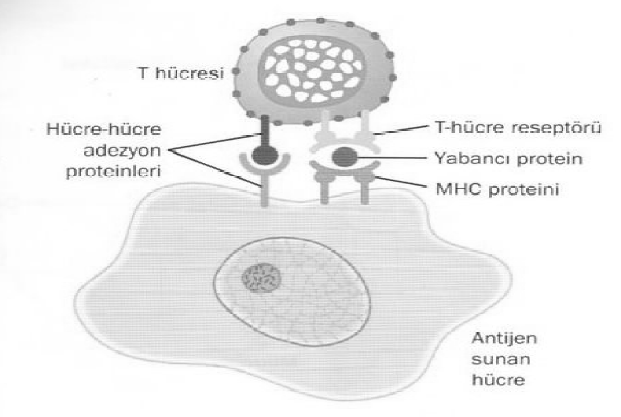 T hücresi
Hücre-hücre
adezyon
proteinleri
T-hücre reseptörü
Yabancı protein
MHC proteini
Antijen
sunan
hücre